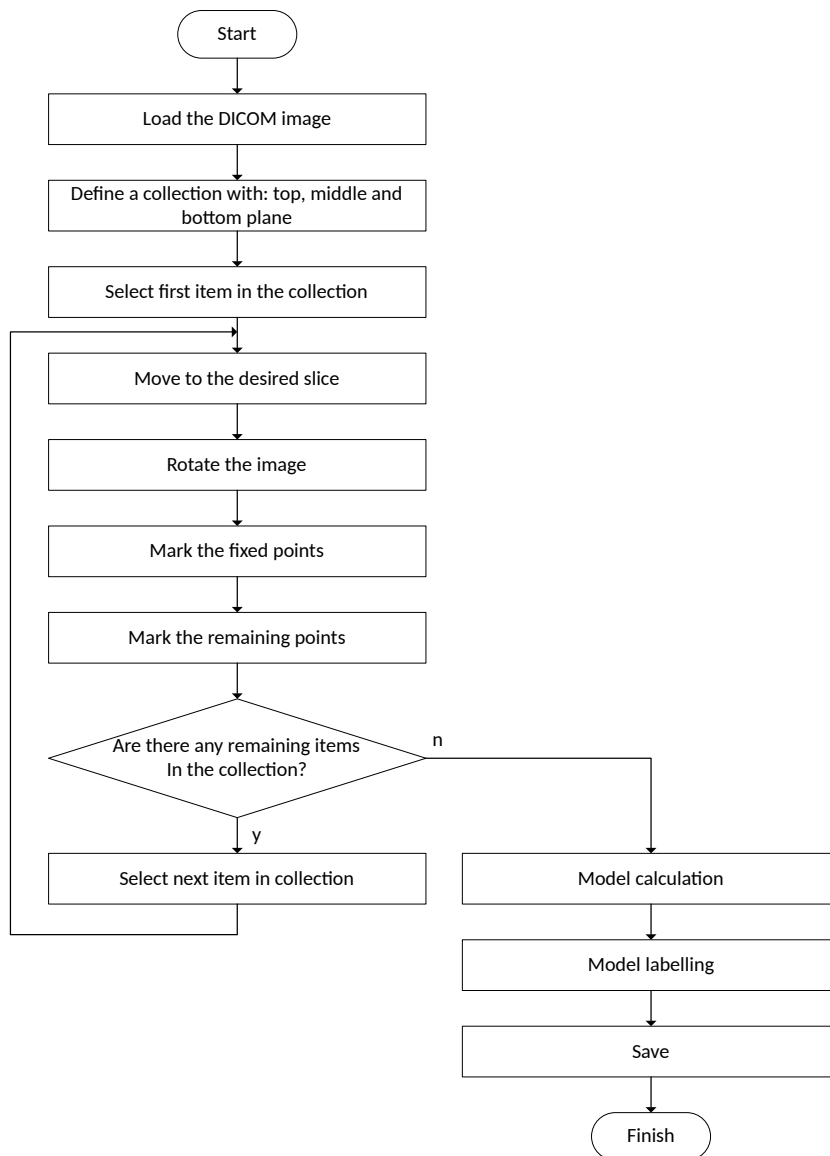 Start
Load the DICOM image
Define a collection with: top, middle and
bottom plane
Select first item in the collection
Move to the desired slice
Rotate the image
Mark the fixed points
Mark the remaining points
Are there any remaining items
In the collection?
n
y
Select next item in collection
Model calculation
Model labelling
Save
Finish